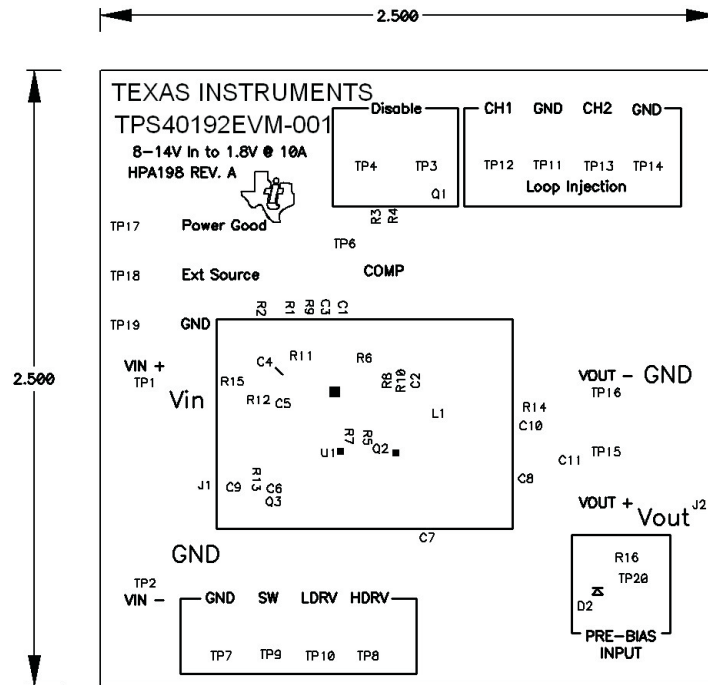 2.500
TEXAS INSTRUMENTS
TPS40192EVM-001
8-14V In to 1.8V @ 10A
HPA198 REV. A
Disable
TP4 TP3
Q1
CH1 GND CH2 GND
TP12 TP11 TP13 TP14
Loop Injection
R3 R4
TP17 Power Good
TP6
TP18 Ext Source
COMP
TP19 GND
R2 R1 R9 C3 C1
VIN +
TP1
Vin
2.500
C4 R11 R6
R15
R8 R10 C2
R12 C5
L1
R7 R5
U1 Q2
R13
J1 C9 C6
Q3
VOUT - GND
TP16
R14
C10
TP15
C11
C8
VOUT +
Vout J2
C7
GND
TP2
VIN -
GND SW LDRV HDRV
TP7 TP9 TP10 TP8
R16
TP20
D2
PRE-BIAS
INPUT